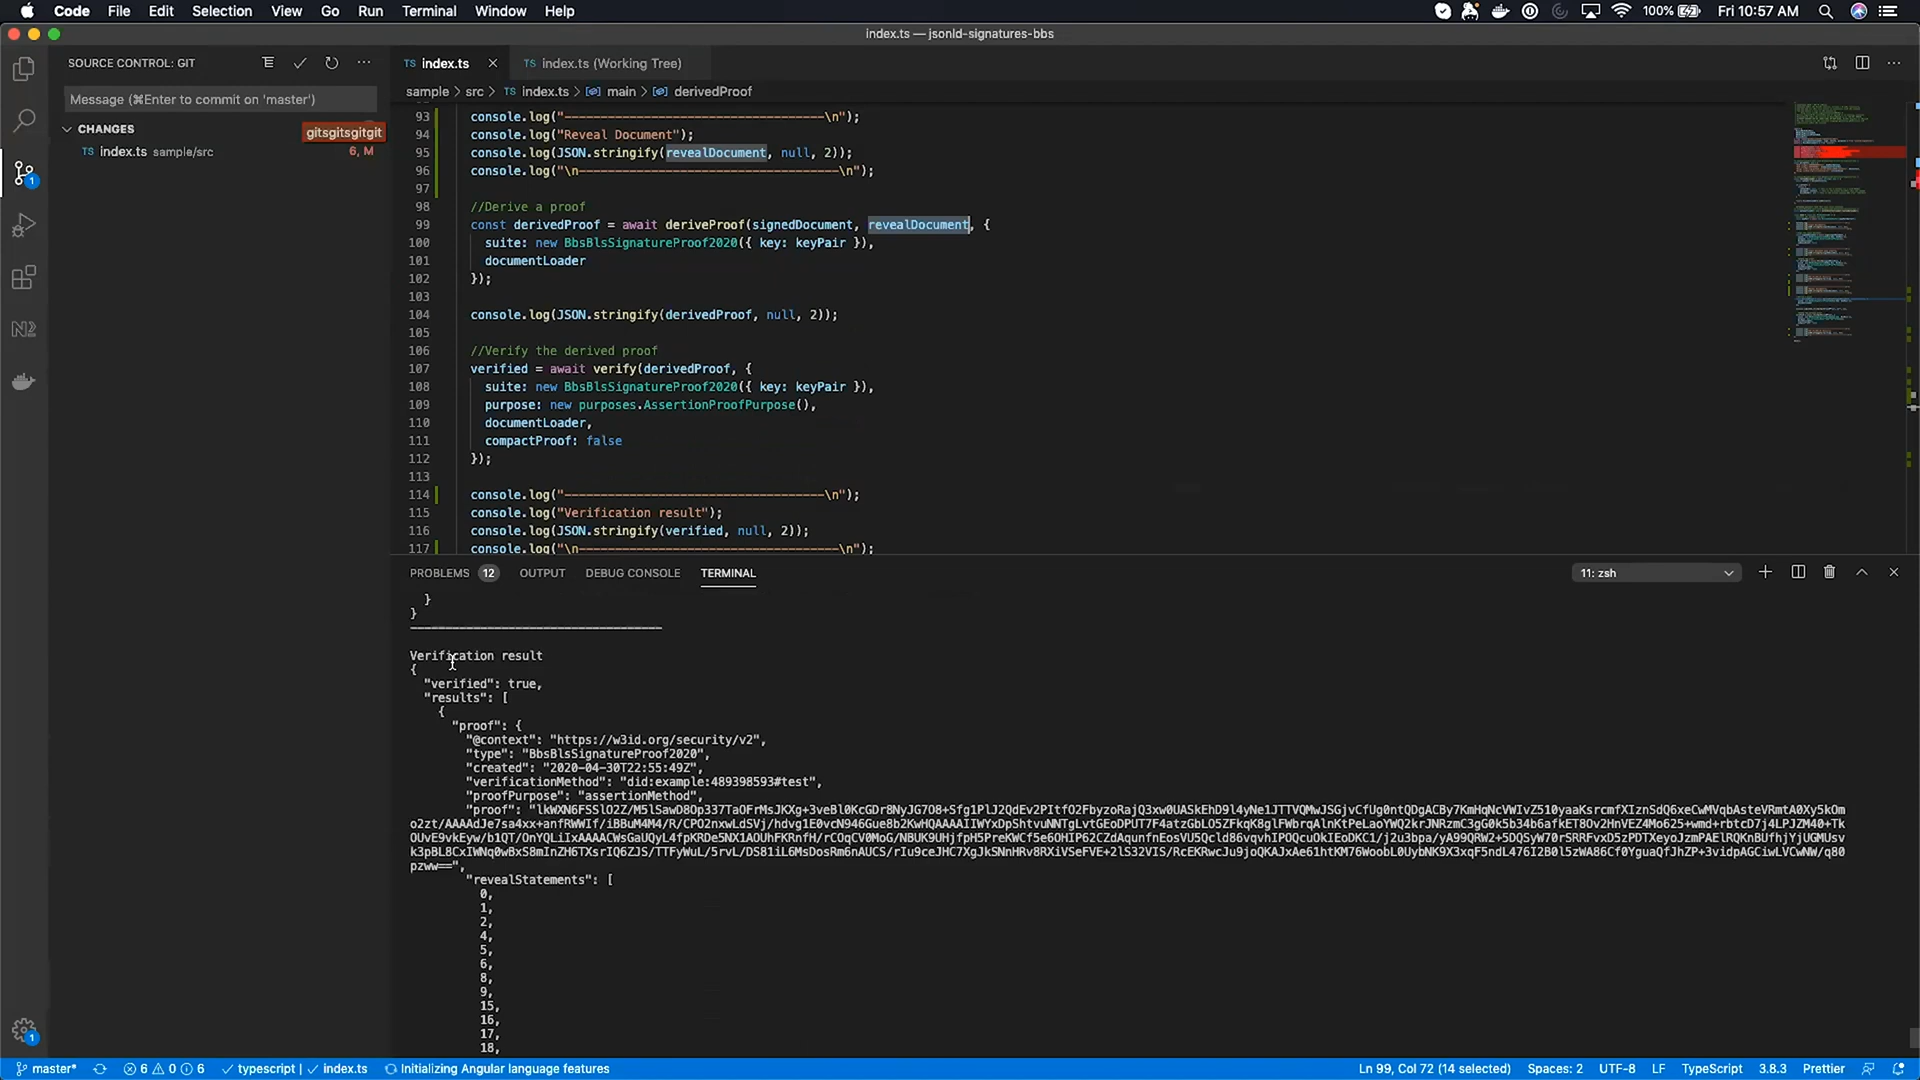 Code File Edit Selection View Go Run Terminal Window Help 100% Fri 10:57 AM
index.ts — jsonld-signatures-bbs
SOURCE CONTROL: GIT
TS index.ts
TS index.ts (Working Tree)
Message (⌘Enter to commit on 'master')
sample > src > TS index.ts > main > derivedProof
CHANGES
gitsgitsgitgit
TS index.ts sample/src 6, M
1
93 console.log("------------------------------------\n");
94 console.log("Reveal Document");
95 console.log(JSON.stringify(revealDocument, null, 2));
96 console.log("\n------------------------------------\n");
97
98 //Derive a proof
99 const derivedProof = await deriveProof(signedDocument, revealDocument, {
100 suite: new BbsBlsSignatureProof2020({ key: keyPair }),
101 documentLoader
102 });
103
104 console.log(JSON.stringify(derivedProof, null, 2));
105
106 //Verify the derived proof
107 verified = await verify(derivedProof, {
108 suite: new BbsBlsSignatureProof2020({ key: keyPair }),
109 purpose: new purposes.AssertionProofPurpose(),
110 documentLoader,
111 compactProof: false
112 });
113
114 console.log("------------------------------------\n");
115 console.log("Verification result");
116 console.log(JSON.stringify(verified, null, 2));
117 console.log("\n------------------------------------\n");
PROBLEMS 12 OUTPUT DEBUG CONSOLE TERMINAL 11: zsh
}
}
------------------------------------
Verification result
{
"verified": true,
"results": [
{
"proof": {
"@context": "https://w3id.org/security/v2",
"type": "BbsBlsSignatureProof2020",
"created": "2020-04-30T22:55:49Z",
"verificationMethod": "did:example:489398593#test",
"proofPurpose": "assertionMethod",
"proof":
pzww==",
"revealStatements": [
0,
1,
2,
4,
5,
6,
8,
9,
15,
16,
17,
18,
1
master* 6 0 6 typescript | index.ts Initializing Angular language features Ln 99, Col 72 (14 selected) Spaces: 2 UTF-8 LF TypeScript 3.8.3 Prettier